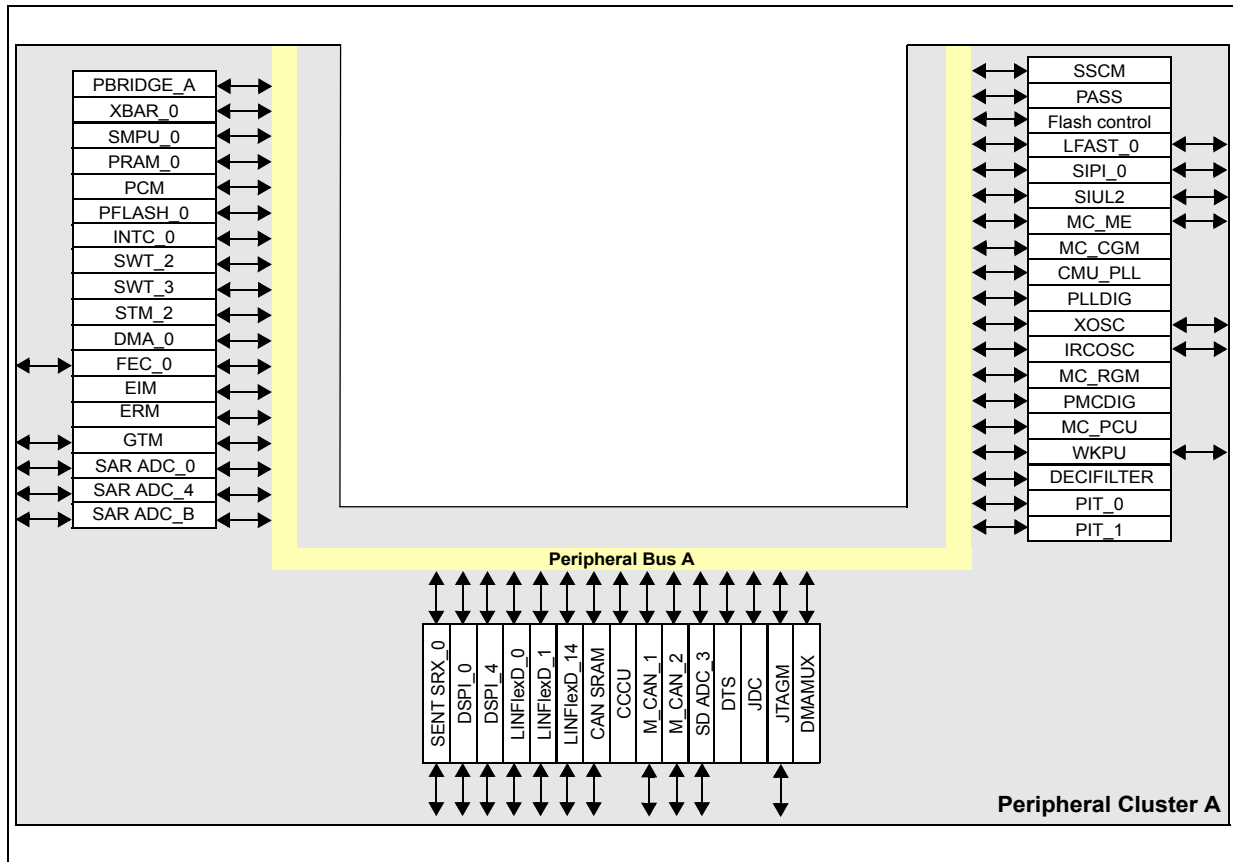 PBRIDGE_A
XBAR_0
SMPU_0
PRAM_0
PCM
PFLASH_0
INTC_0
SWT_2
SWT_3
STM_2
DMA_0
FEC_0
EIM
ERM
GTM
SAR ADC_0
SAR ADC_4
SAR ADC_B
SSCM
PASS
Flash control
LFAST_0
SIPI_0
SIUL2
MC_ME
MC_CGM
CMU_PLL
PLLDIG
XOSC
IRCOSC
MC_RGM
PMCDIG
MC_PCU
WKPU
DECIFILTER
PIT_0
PIT_1
Peripheral Bus A
SENT SRX_0
DSPI_0
DSPI_4
LINFlexD_0
LINFlexD_1
LINFlexD_14
CAN SRAM
CCCU
M_CAN_1
M_CAN_2
SD ADC_3
DTS
JDC
JTAGM
DMAMUX
Peripheral Cluster A